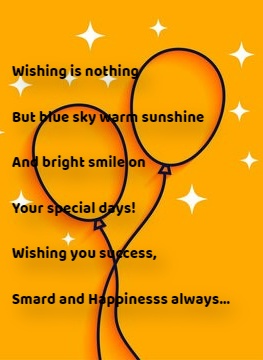 Wishing is nothing
But blue sky warm sunshine
And bright smile on
Your special days!
Wishing you success,
Smard and Happinesss always...